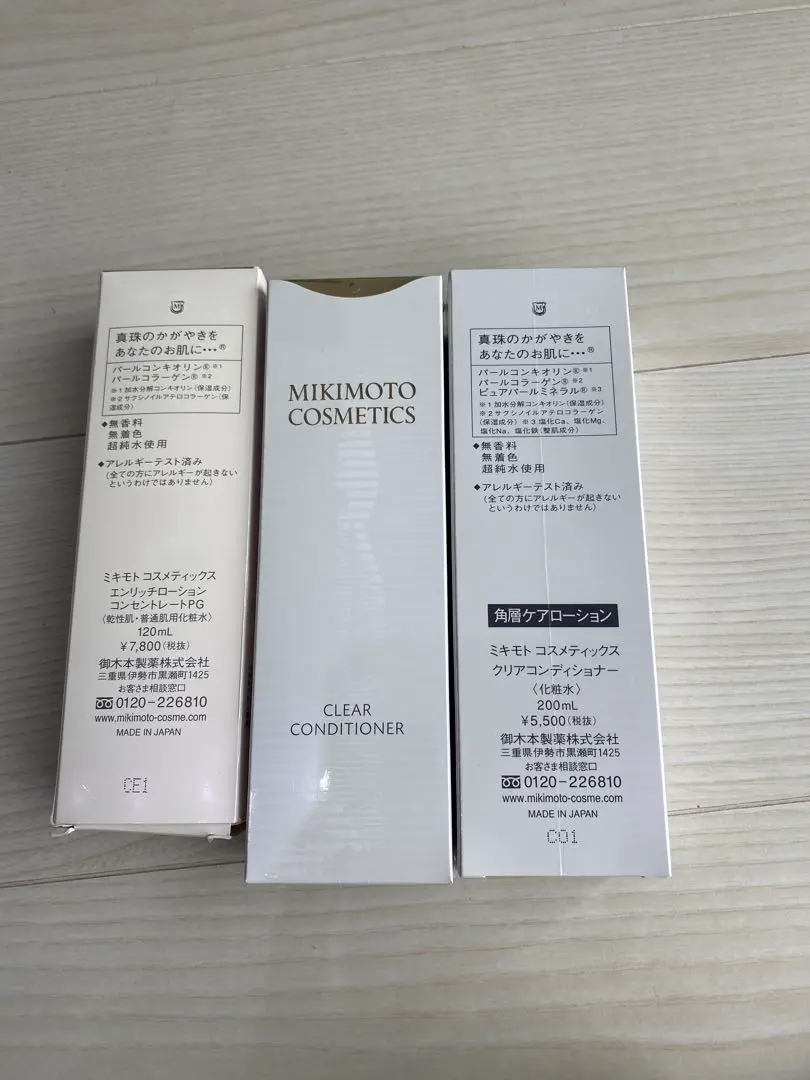 真珠のかがやきを
あなたのお肌に…®
パールコンキオリン®※1
パールコラーゲン®※2
※1加水分解コンキオリン(保湿成分)
※2サクシノイルアテロコラーゲン(保
湿成分)
◆無香料
無着色
超純水使用
◆アレルギーテスト済み
(全ての方にアレルギーが起きない
というわけではありません)
ミキモト コスメティックス
エンリッチローション
コンセントレートPG
〈乾性肌・普通肌用化粧水〉
120mL
￥7,800(税抜)
御木本製薬株式会社
三重県伊勢市黒瀬町1425
お客さま相談窓口
0120-226810
www.mikimoto-cosme.com
MADE IN JAPAN
CE1
MIKIMOTO
COSMETICS
CLEAR
CONDITIONER
真珠のかがやきを
あなたのお肌に…®
パールコンキオリン®※1
パールコラーゲン®※2
ピュアパールミネラル®※3
※1加水分解コンキオリン(保湿成分)
※2サクシノイルアテロコラーゲン
(保湿成分)※3塩化Ca、塩化Mg、
塩化Na、塩化鉄(整肌成分)
◆無香料
無着色
超純水使用
◆アレルギーテスト済み
(全ての方にアレルギーが起きない
というわけではありません)
角層ケアローション
ミキモト コスメティックス
クリアコンディショナー
〈化粧水〉
200mL
￥5,500(税抜)
御木本製薬株式会社
三重県伊勢市黒瀬町1425
お客さま相談窓口
0120-226810
www.mikimoto-cosme.com
MADE IN JAPAN
CO1